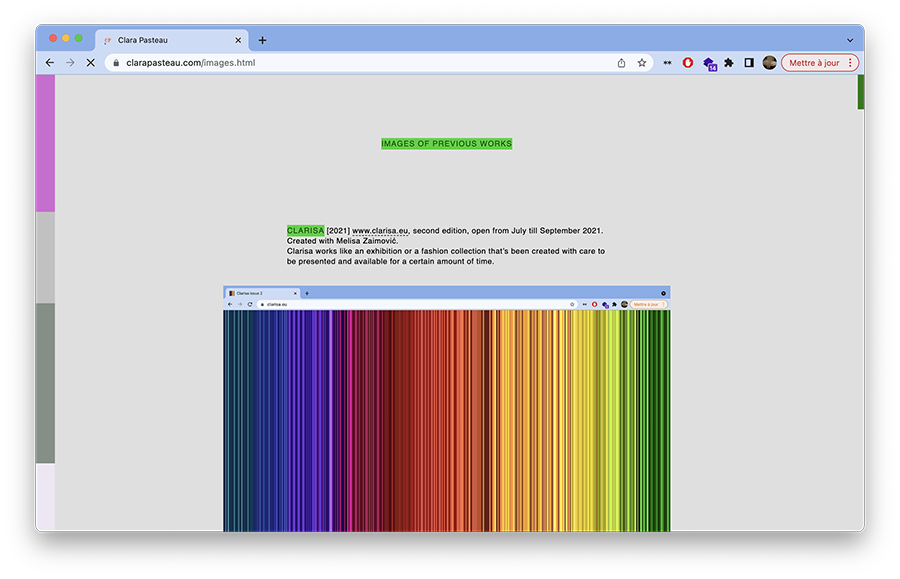 Clara Pasteau
clarapasteau.com/images.html
14
Mettre à jour
IMAGES OF PREVIOUS WORKS
CLARISA [2021] www.clarisa.eu, second edition, open from July till September 2021.
Created with Melisa Zaimović.
Clarisa works like an exhibition or a fashion collection that's been created with care to
be presented and available for a certain amount of time.
Clarisa issue 2
clarisa.eu
Mettre à jour